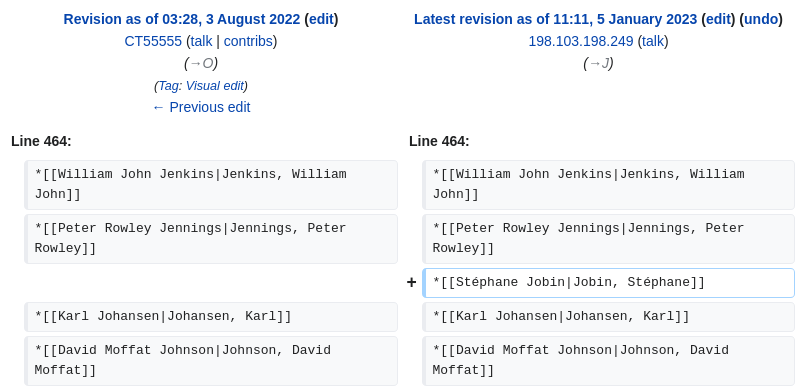 Revision as of 03:28, 3 August 2022 (edit)
CT55555 (talk | contribs)
(→O)
(Tag: Visual edit)
← Previous edit
Latest revision as of 11:11, 5 January 2023 (edit) (undo)
198.103.198.249 (talk)
(→J)
Line 464:
*[[William John Jenkins|Jenkins, William
John]]
*[[Peter Rowley Jennings|Jennings, Peter
Rowley]]
*[[Karl Johansen|Johansen, Karl]]
*[[David Moffat Johnson|Johnson, David
Moffat]]
Line 464:
*[[William John Jenkins|Jenkins, William
John]]
*[[Peter Rowley Jennings|Jennings, Peter
Rowley]]
+ *[[Stéphane Jobin|Jobin, Stéphane]]
*[[Karl Johansen|Johansen, Karl]]
*[[David Moffat Johnson|Johnson, David
Moffat]]